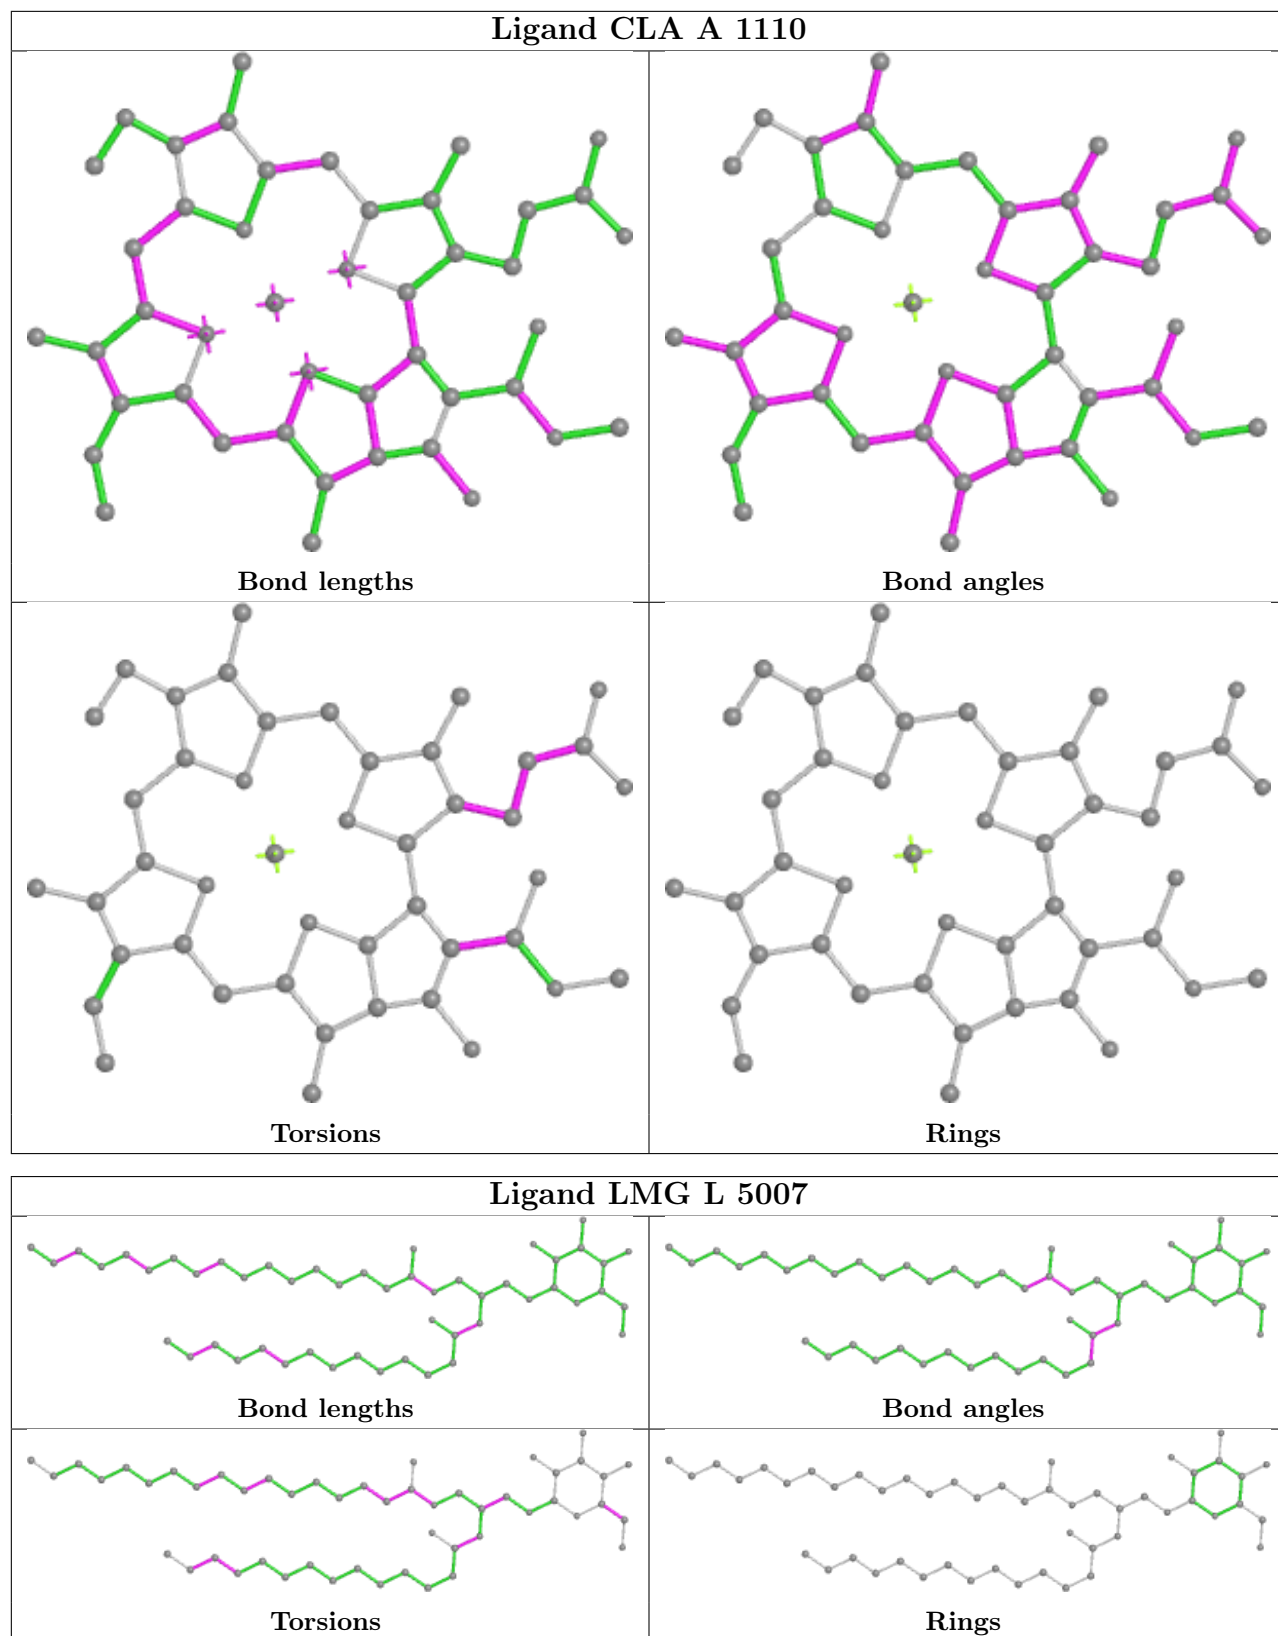 Ligand CLA A 1110
Bond lengths
Bond angles
Torsions
Rings
Ligand LMG L 5007
Bond lengths
Bond angles
Torsions
Rings